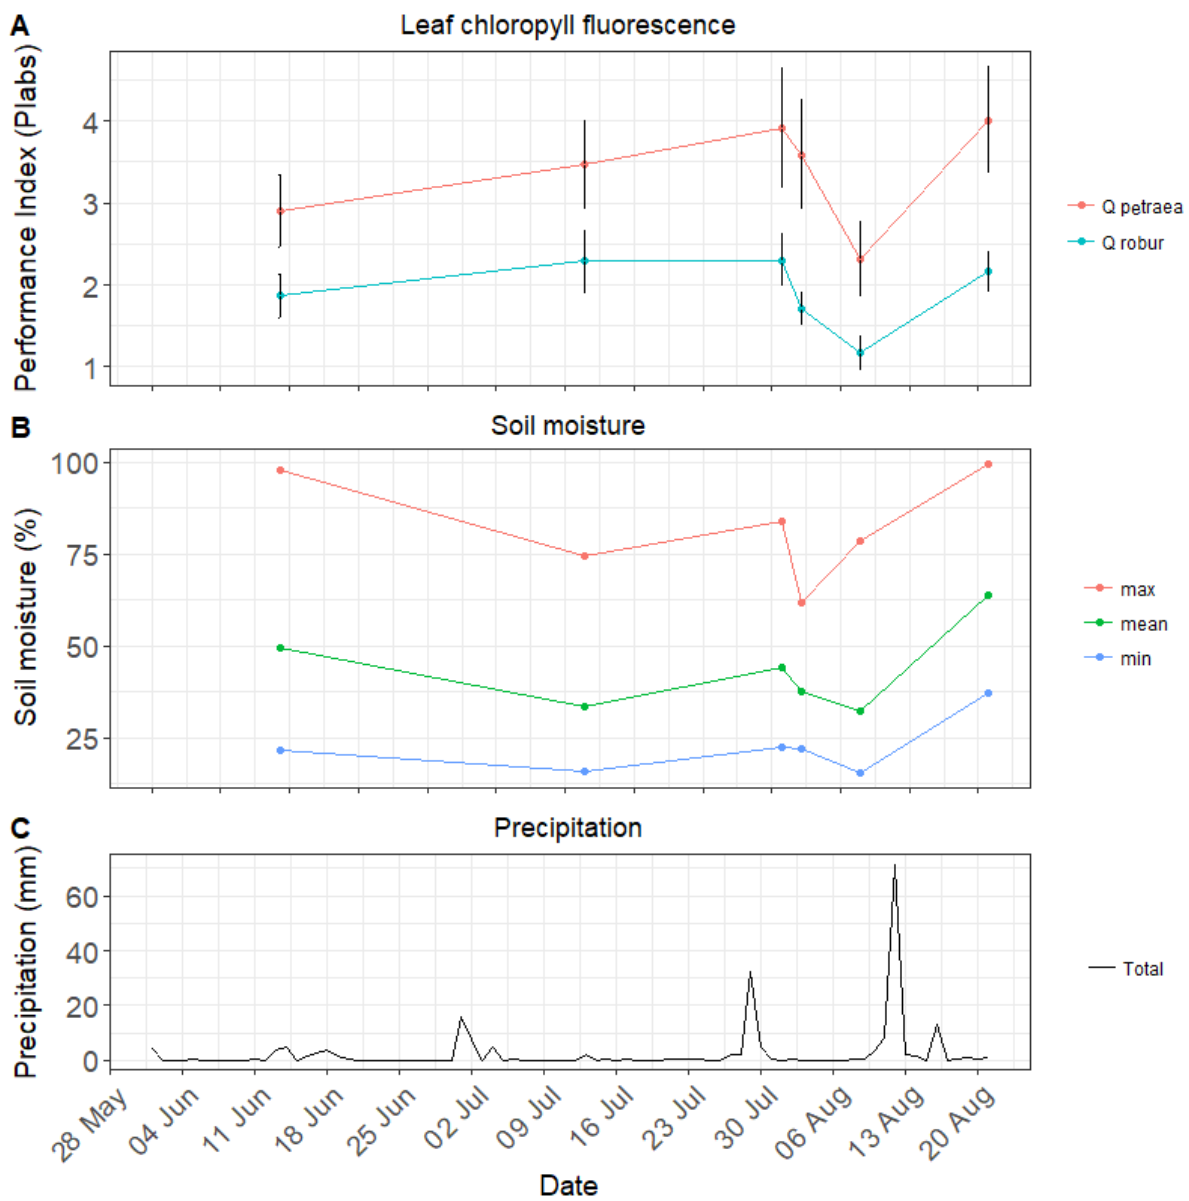 A
Leaf chloropyll fluorescence
Performance Index (Plabs)
4
3
2
1
Q petraea
Q robur
B
Soil moisture
Soil moisture (%)
100
75
50
25
max
mean
min
C
Precipitation
Precipitation (mm)
60
40
20
0
Total
28 May
04 Jun
11 Jun
18 Jun
25 Jun
02 Jul
09 Jul
16 Jul
23 Jul
30 Jul
06 Aug
13 Aug
20 Aug
Date